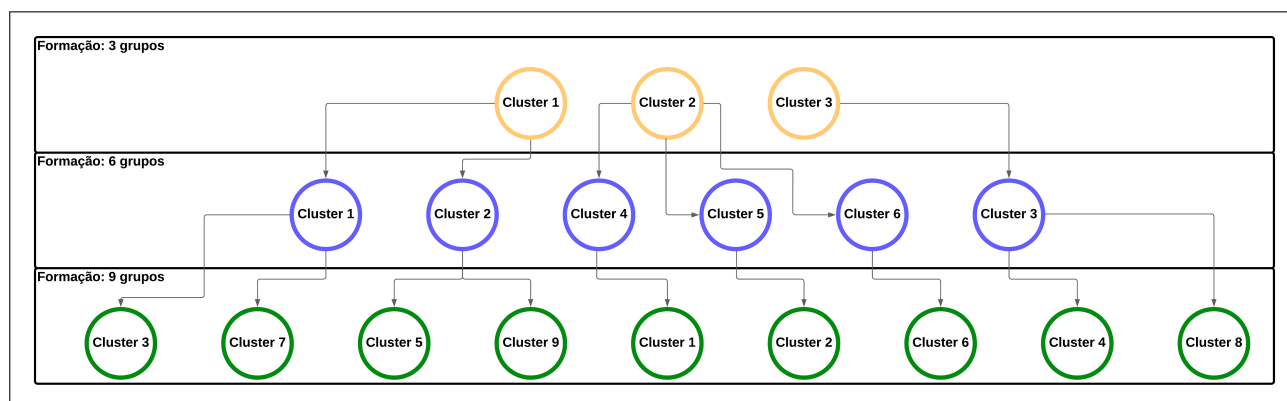 Formação: 3 grupos
Cluster 1
Cluster 2
Cluster 3
Formação: 6 grupos
Cluster 1
Cluster 2
Cluster 4
Cluster 5
Cluster 6
Cluster 3
Formação: 9 grupos
Cluster 3
Cluster 7
Cluster 5
Cluster 9
Cluster 1
Cluster 2
Cluster 6
Cluster 4
Cluster 8